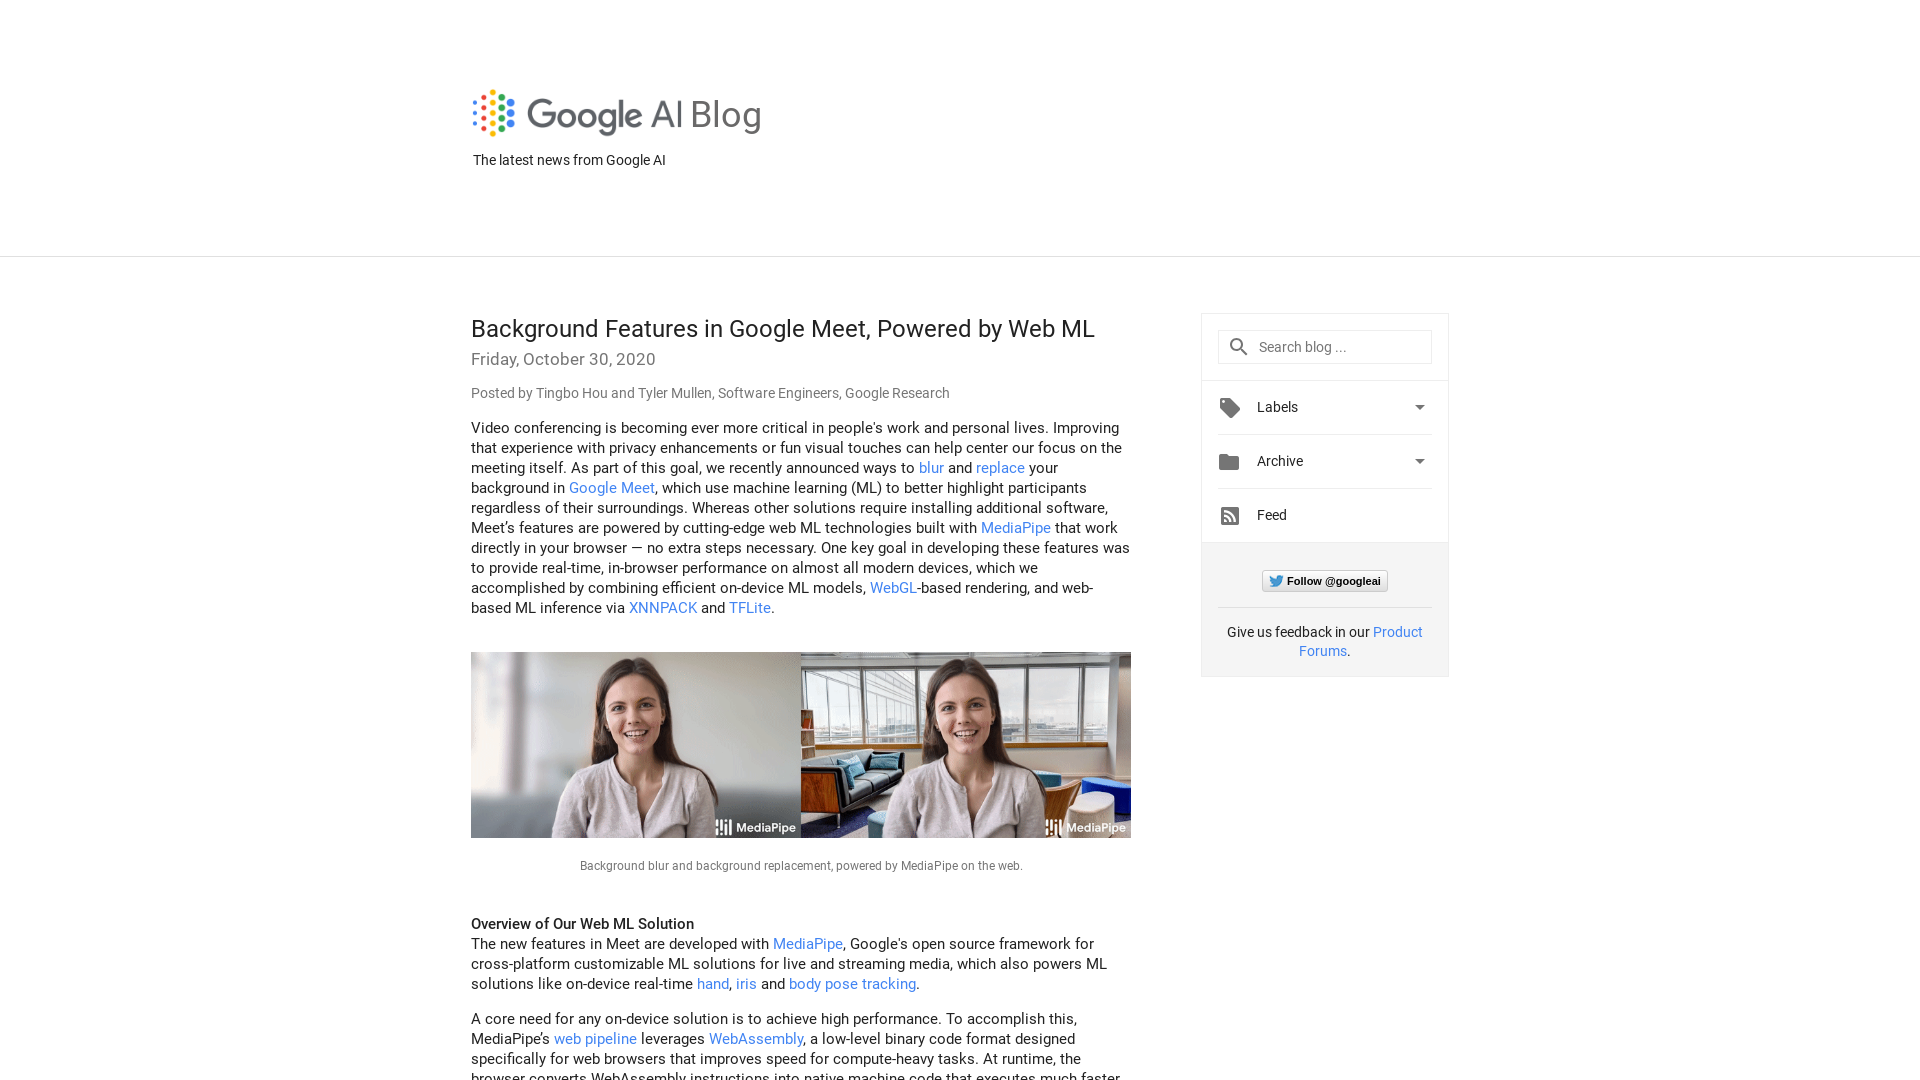 Google AI Blog
The latest news from Google AI
Background Features in Google Meet, Powered by Web ML
Friday, October 30, 2020
Posted by Tingbo Hou and Tyler Mullen, Software Engineers, Google Research
Video conferencing is becoming ever more critical in people's work and personal lives. Improving
that experience with privacy enhancements or fun visual touches can help center our focus on the
meeting itself. As part of this goal, we recently announced ways to blur and replace your
background in Google Meet, which use machine learning (ML) to better highlight participants
regardless of their surroundings. Whereas other solutions require installing additional software,
Meet’s features are powered by cutting-edge web ML technologies built with MediaPipe that work
directly in your browser — no extra steps necessary. One key goal in developing these features was
to provide real-time, in-browser performance on almost all modern devices, which we
accomplished by combining efficient on-device ML models, WebGL-based rendering, and web-
based ML inference via XNNPACK and TFLite.
MediaPipe
MediaPipe
Background blur and background replacement, powered by MediaPipe on the web.
Overview of Our Web ML Solution
The new features in Meet are developed with MediaPipe, Google's open source framework for
cross-platform customizable ML solutions for live and streaming media, which also powers ML
solutions like on-device real-time hand, iris and body pose tracking.
A core need for any on-device solution is to achieve high performance. To accomplish this,
MediaPipe’s web pipeline leverages WebAssembly, a low-level binary code format designed
specifically for web browsers that improves speed for compute-heavy tasks. At runtime, the
browser converts WebAssembly instructions into native machine code that executes much faster
Search blog ...
Labels
Archive
Feed
Follow @googleai
Give us feedback in our Product
Forums.